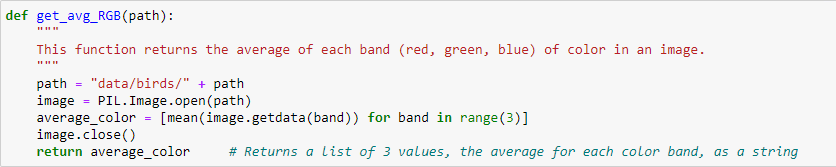 def get_avg_RGB(path):
    """
    This function returns the average of each band (red, green, blue) of color in an image.
    """
    path = "data/birds/" + path
    image = PIL.Image.open(path)
    average_color = [mean(image.getdata(band)) for band in range(3)]
    image.close()
    return average_color     # Returns a list of 3 values, the average for each color band, as a string